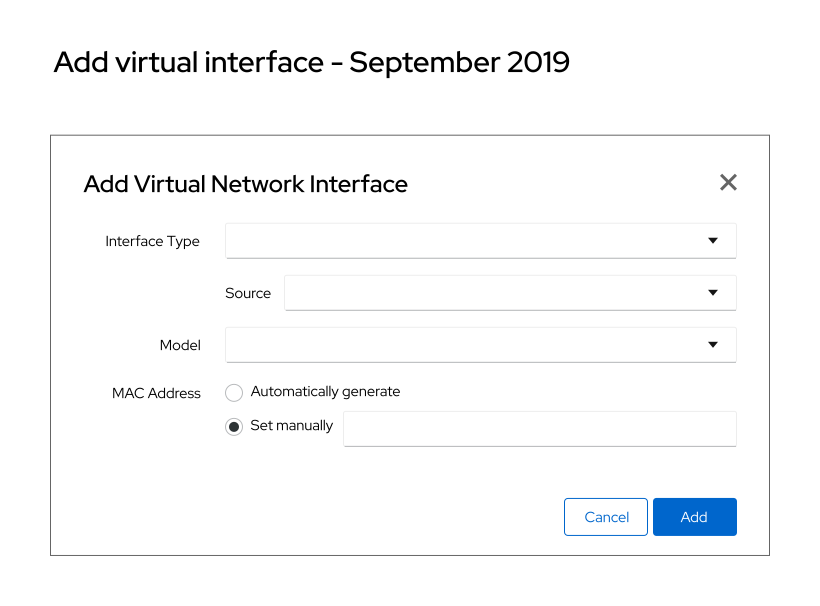 Add virtual interface - September 2019
Add Virtual Network Interface
Interface Type
Source
Model
MAC Address
Automatically generate
Set manually
Cancel
Add